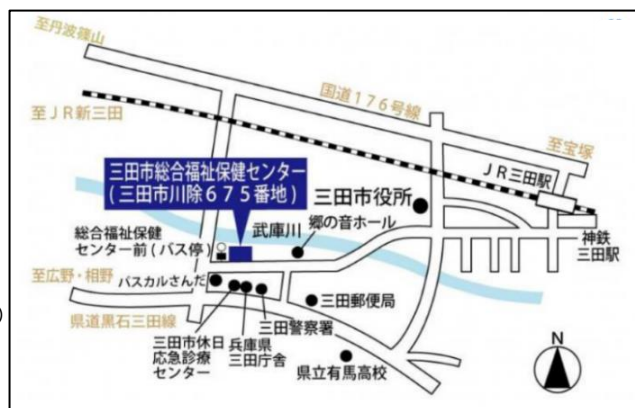 至丹波篠山
国道176号線
至JR新三田
至宝塚
JR三田駅
三田市総合福祉保健センター
(三田市川除675番地)
三田市役所
武庫川
郷の音ホール
総合福祉保健
センター前(バス停)
神鉄
三田駅
至広野・相野
パスカルさんだ
三田郵便局
県道黒石三田線
三田警察署
三田市休日
応急診療
センター
兵庫県
三田庁舎
県立有馬高校
N
)